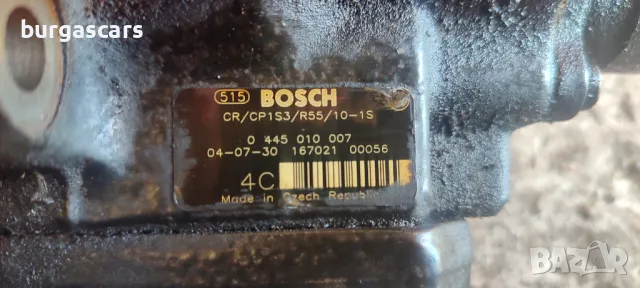 burgascars
515 BOSCH
CR/CP1S3/R55/10-1S
0 445 010 007
04-07-30 167021 00056
4C
Made in Czech Republic
BAZAR